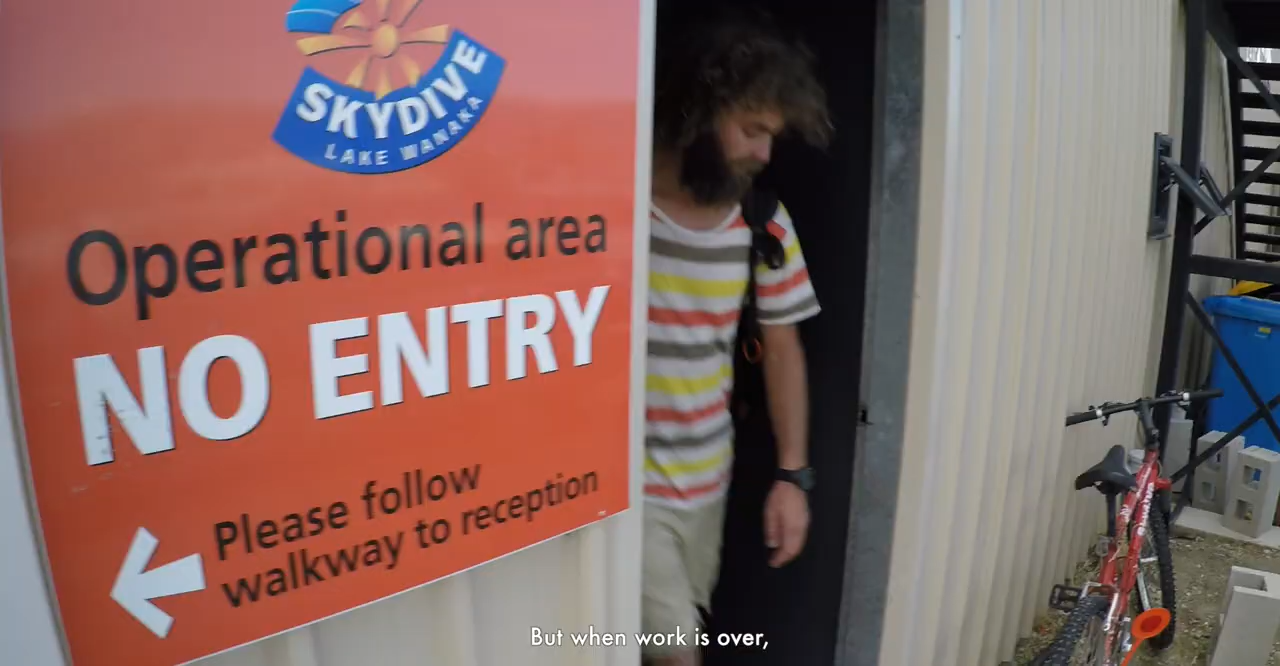 SKYDIVE
LAKE WANAKA
Operational area
NO ENTRY
Please follow
walkway to reception
But when work is over,